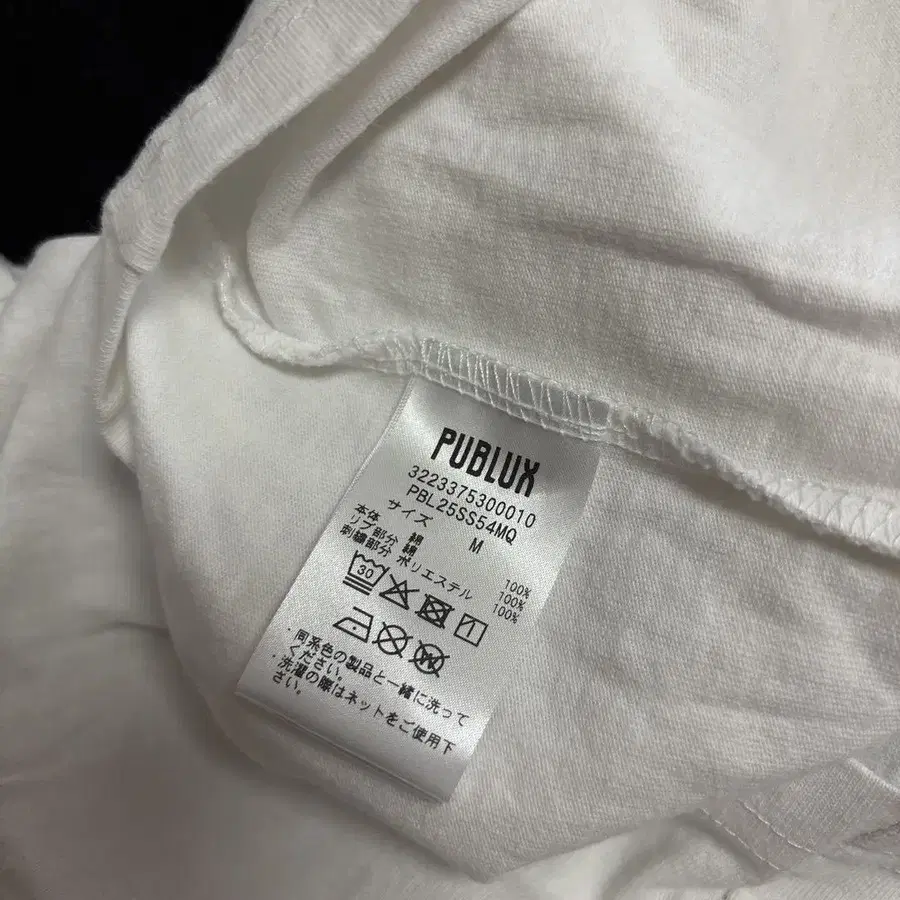 PUBLUX
3223375300010
PBL25SS54MQ
サイズ M
本体 綿 100%
リブ部分 綿 100%
刺繍部分 ポリエステル 100%
30
・同系色の製品と一緒に洗って
ください。
・洗濯の際はネットをご使用下
さい。